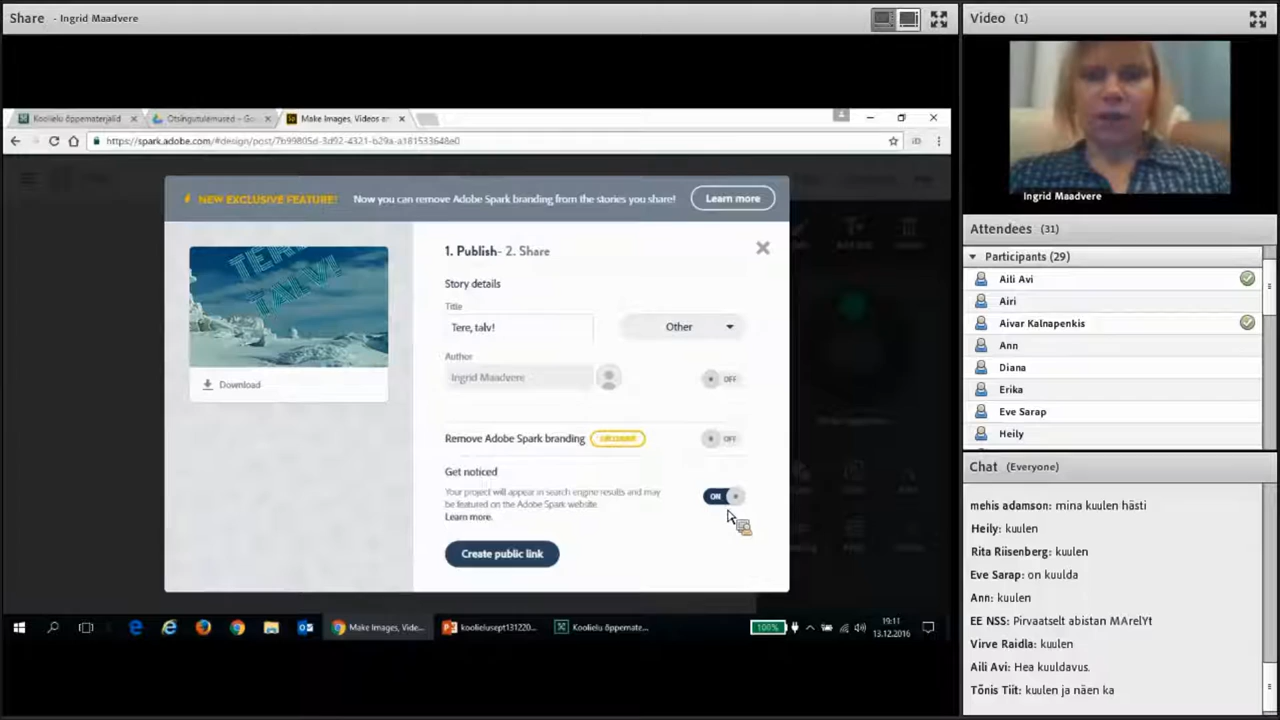 Share - Ingrid Maadvere
Video (1)
Ingrid Maadvere
Koolielu õppematerjalid
Otsingutulemused – Go
Make Images, Videos an
https://spark.adobe.com/#design/post/7b99805d-3d92-4321-b29a-a181533648e0
NEW EXCLUSIVE FEATURE!
Now you can remove Adobe Spark branding from the stories you share!
Learn more
TERE,
TALV!
Download
1. Publish- 2. Share
Story details
Title
Tere, talv!
Other
Author
Ingrid Maadvere
OFF
Remove Adobe Spark branding
OFF
Get noticed
Your project will appear in search engine results and may
be featured on the Adobe Spark website.
Learn more.
ON
Create public link
Make Images, Vide...
koolielusept131220...
Koolielu õppemate...
100%
19:11
13.12.2016
Attendees (31)
Participants (29)
Aili Avi
Airi
Aivar Kalnapenkis
Ann
Diana
Erika
Eve Sarap
Heily
Chat (Everyone)
mehis adamson: mina kuulen hästi
Heily: kuulen
Rita Riisenberg: kuulen
Eve Sarap: on kuulda
Ann: kuulen
EE NSS: Pirvaatselt abistan MArelYt
Virve Raidla: kuulen
Aili Avi: Hea kuuldavus.
Tõnis Tiit: kuulen ja näen ka